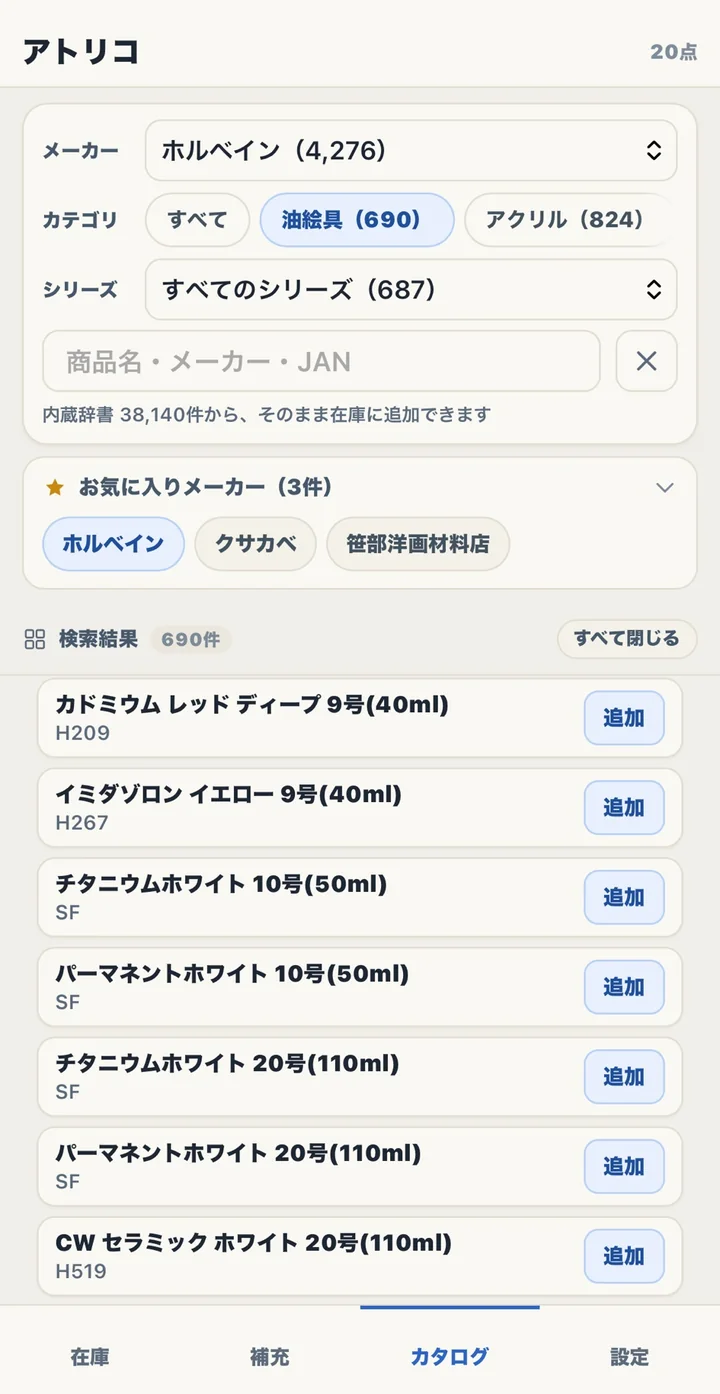 アトリコ 20点
メーカー ホルベイン（4,276）
カテゴリ すべて 油絵具（690） アクリル（824）
シリーズ すべてのシリーズ（687）
商品名・メーカー・JAN
内蔵辞書 38,140件から、そのまま在庫に追加できます
お気に入りメーカー（3件）
ホルベイン クサカベ 笹部洋画材料店
検索結果 690件 すべて閉じる
カドミウム レッド ディープ 9号(40ml)
H209
追加
イミダゾロン イエロー 9号(40ml)
H267
追加
チタニウムホワイト 10号(50ml)
SF
追加
パーマネントホワイト 10号(50ml)
SF
追加
チタニウムホワイト 20号(110ml)
SF
追加
パーマネントホワイト 20号(110ml)
SF
追加
CW セラミック ホワイト 20号(110ml)
H519
追加
在庫 補充 カタログ 設定